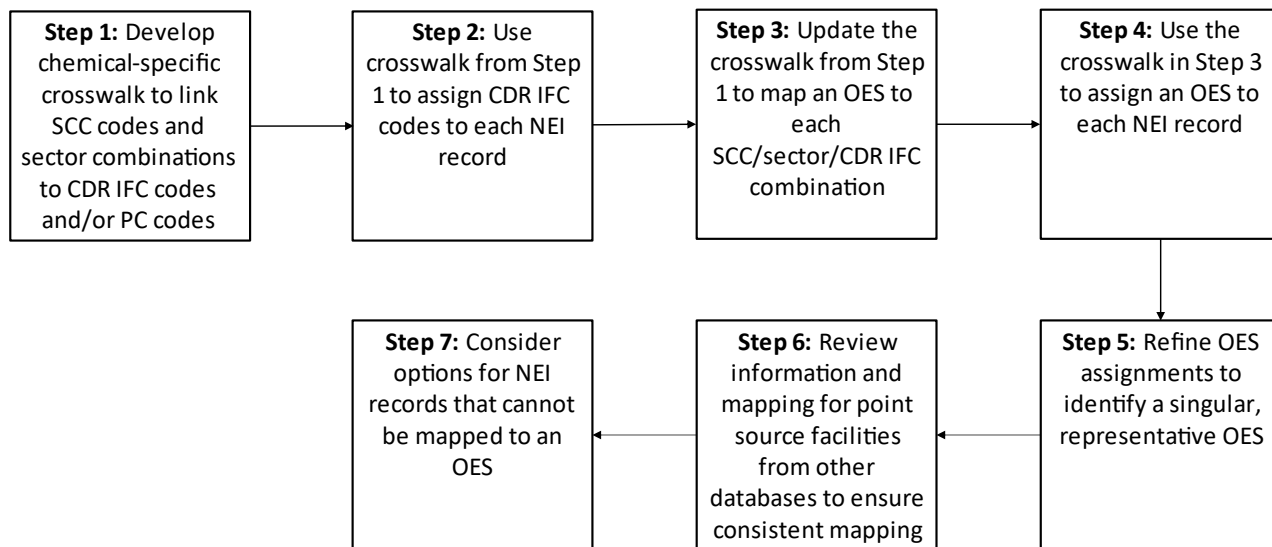 Step 1: Develop
chemical-specific
crosswalk to link
SCC codes and
sector combinations
to CDR IFC codes
and/or PC codes
Step 2: Use
crosswalk from Step
1 to assign CDR IFC
codes to each NEI
record
Step 3: Update the
crosswalk from Step
1 to map an OES to
each
SCC/sector/CDR IFC
combination
Step 4: Use the
crosswalk in Step 3
to assign an OES to
each NEI record
Step 5: Refine OES
assignments to
identify a singular,
representative OES
Step 6: Review
information and
mapping for point
source facilities
from other
databases to ensure
consistent mapping
Step 7: Consider
options for NEI
records that cannot
be mapped to an
OES